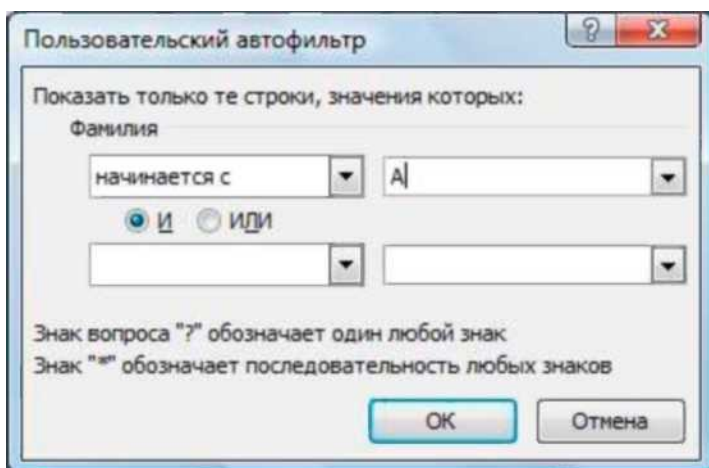 Пользовательский автофильтр
Показать только те строки, значения которых:
Фамилия
начинается с А
И ИЛИ
Знак вопроса "?" обозначает один любой знак
Знак "*" обозначает последовательность любых знаков
ОК Отмена